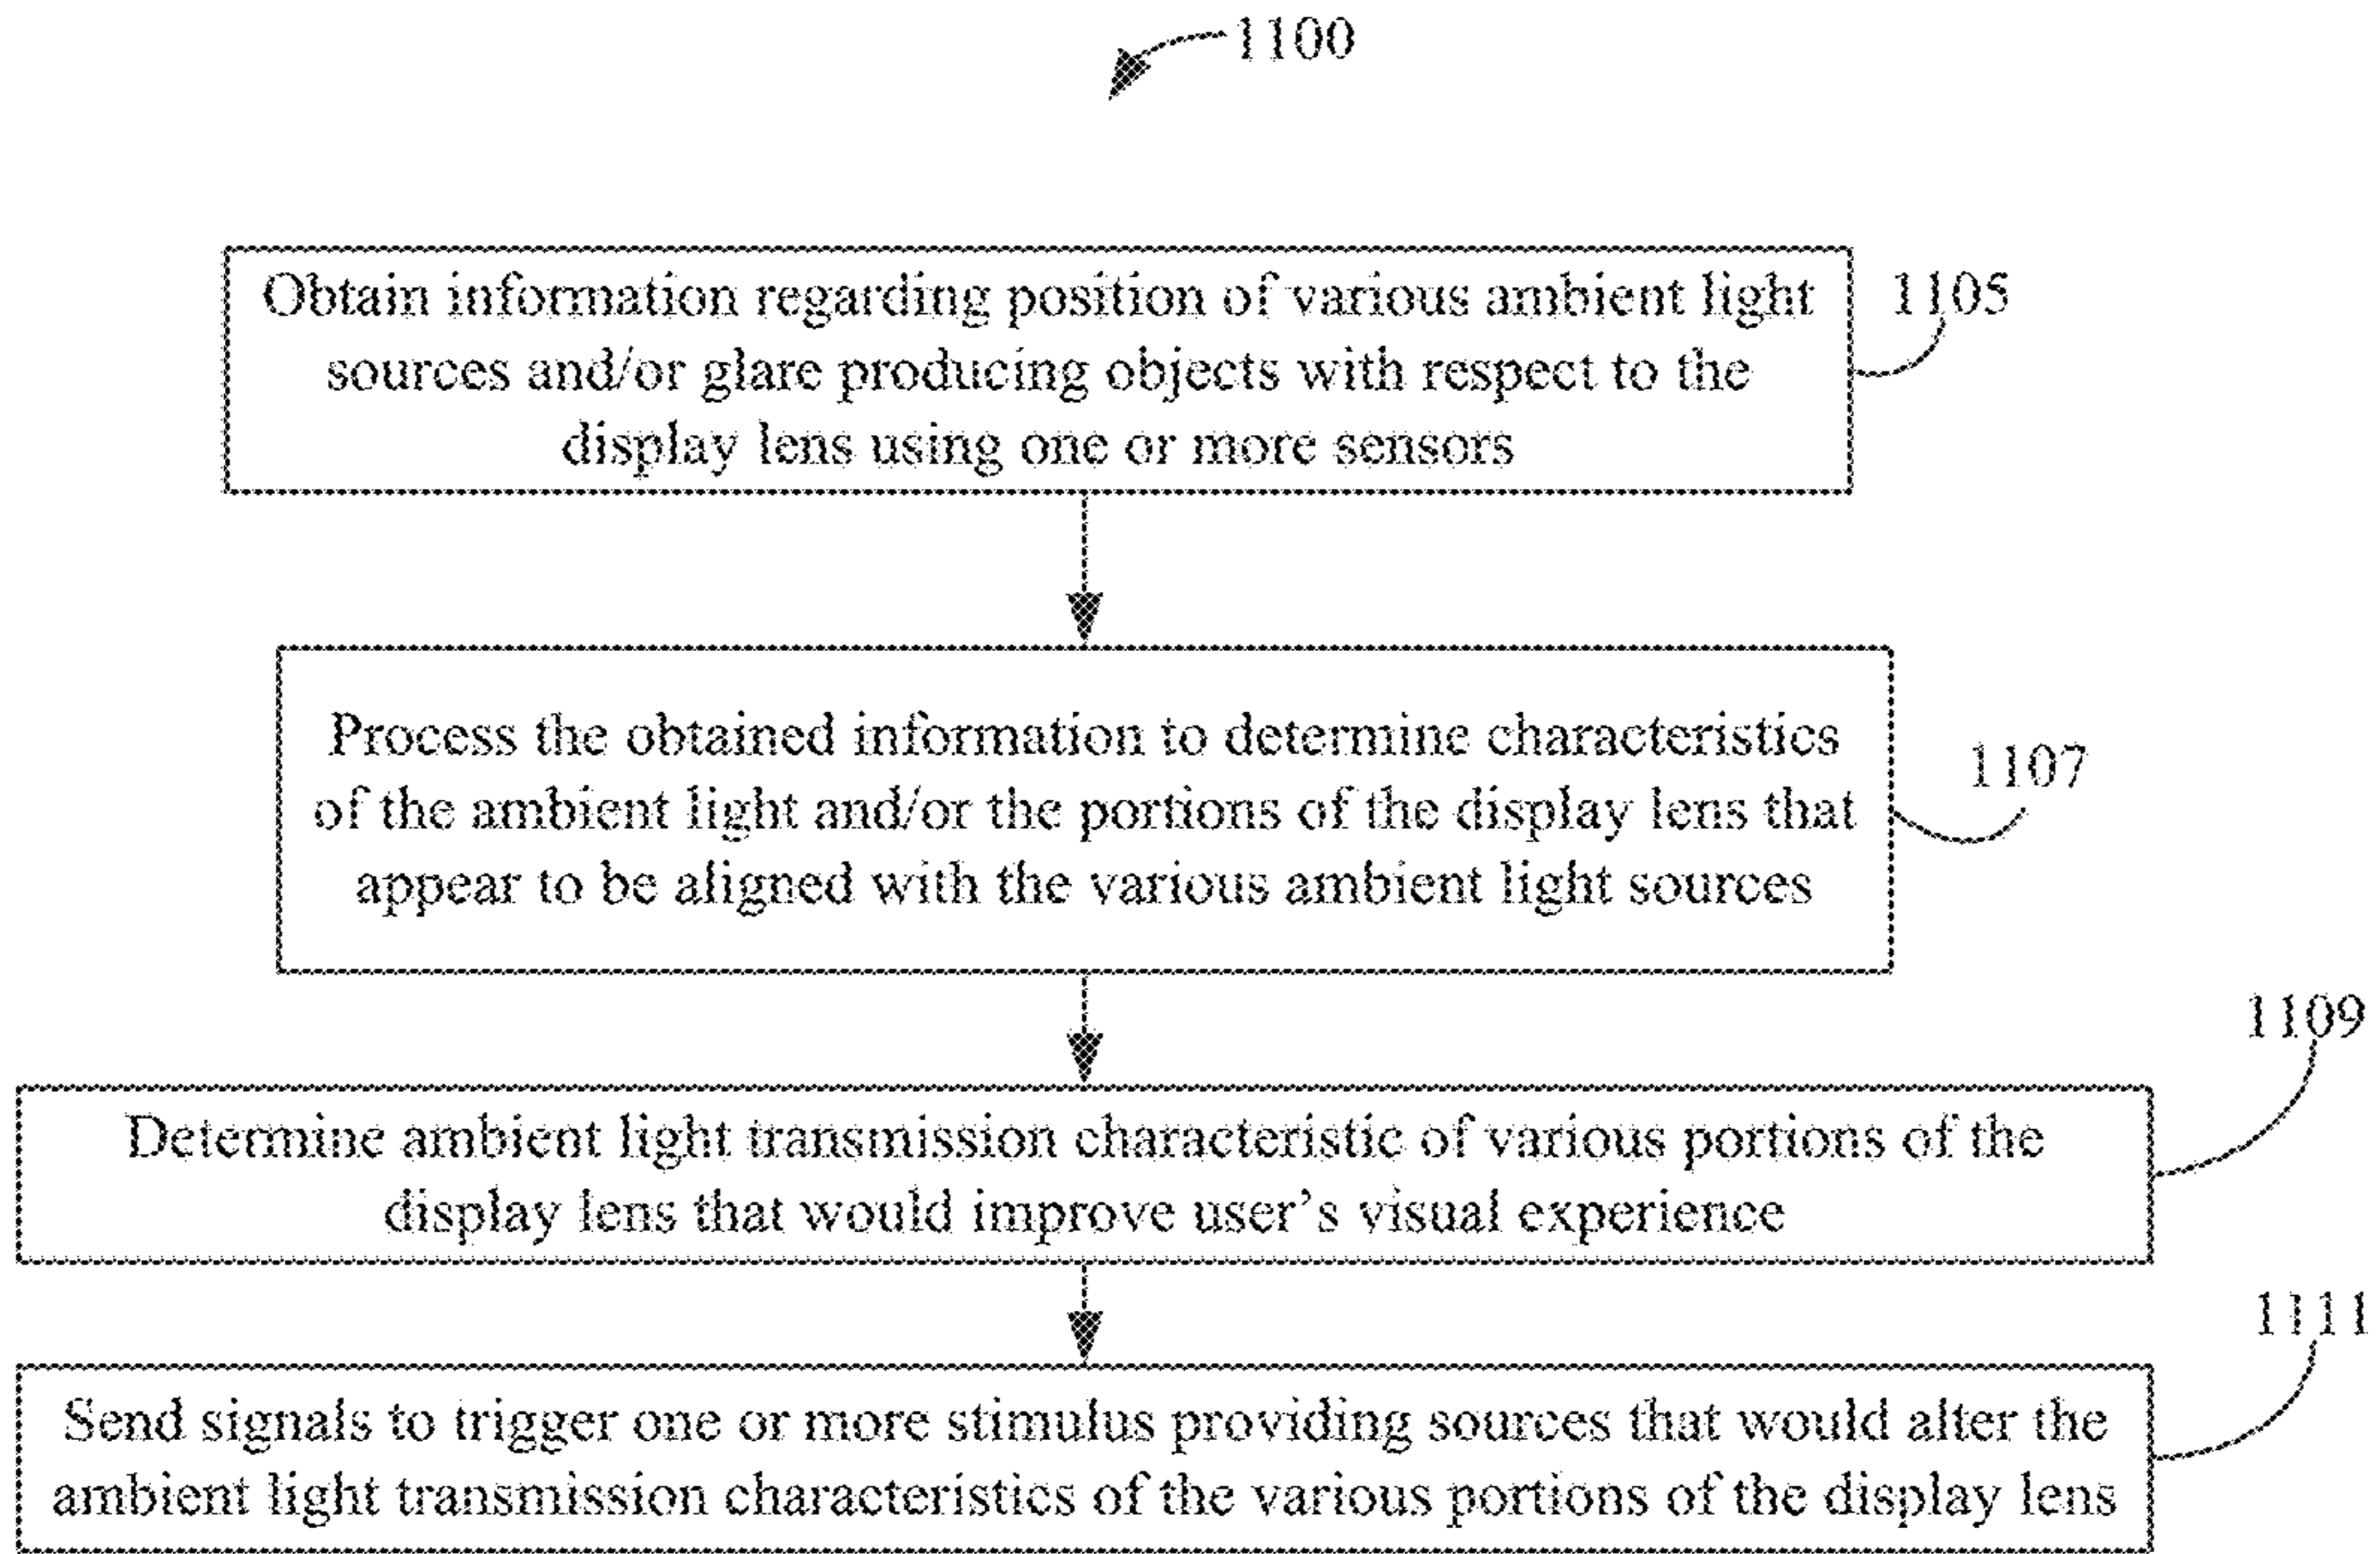 1100
Obtain information regarding position of various ambient light
1105
sources and/or glare producing objects with respect to the
display lens using one or more sensors
Process the obtained information to determine characteristics
1107
of the ambient light and/or the portions of the display lens that
appear to be aligned with the various ambient light sources
1109
Determine ambient light transmission characteristic of various portions of the
display lens that would improve user's visual experience
1111
Send signals to trigger one or more stimulus providing sources that would alter the
ambient light transmission characteristics of the various portions of the display lens